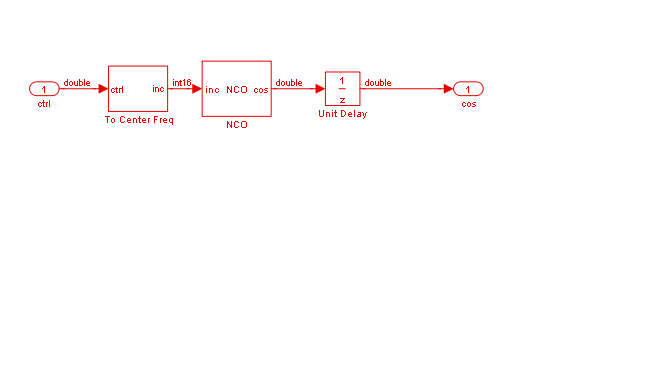 double
int16
double
double
1
ctrl
ctrl
inc
inc
NCO
cos
1
z
1
cos
To Center Freq
NCO
Unit Delay